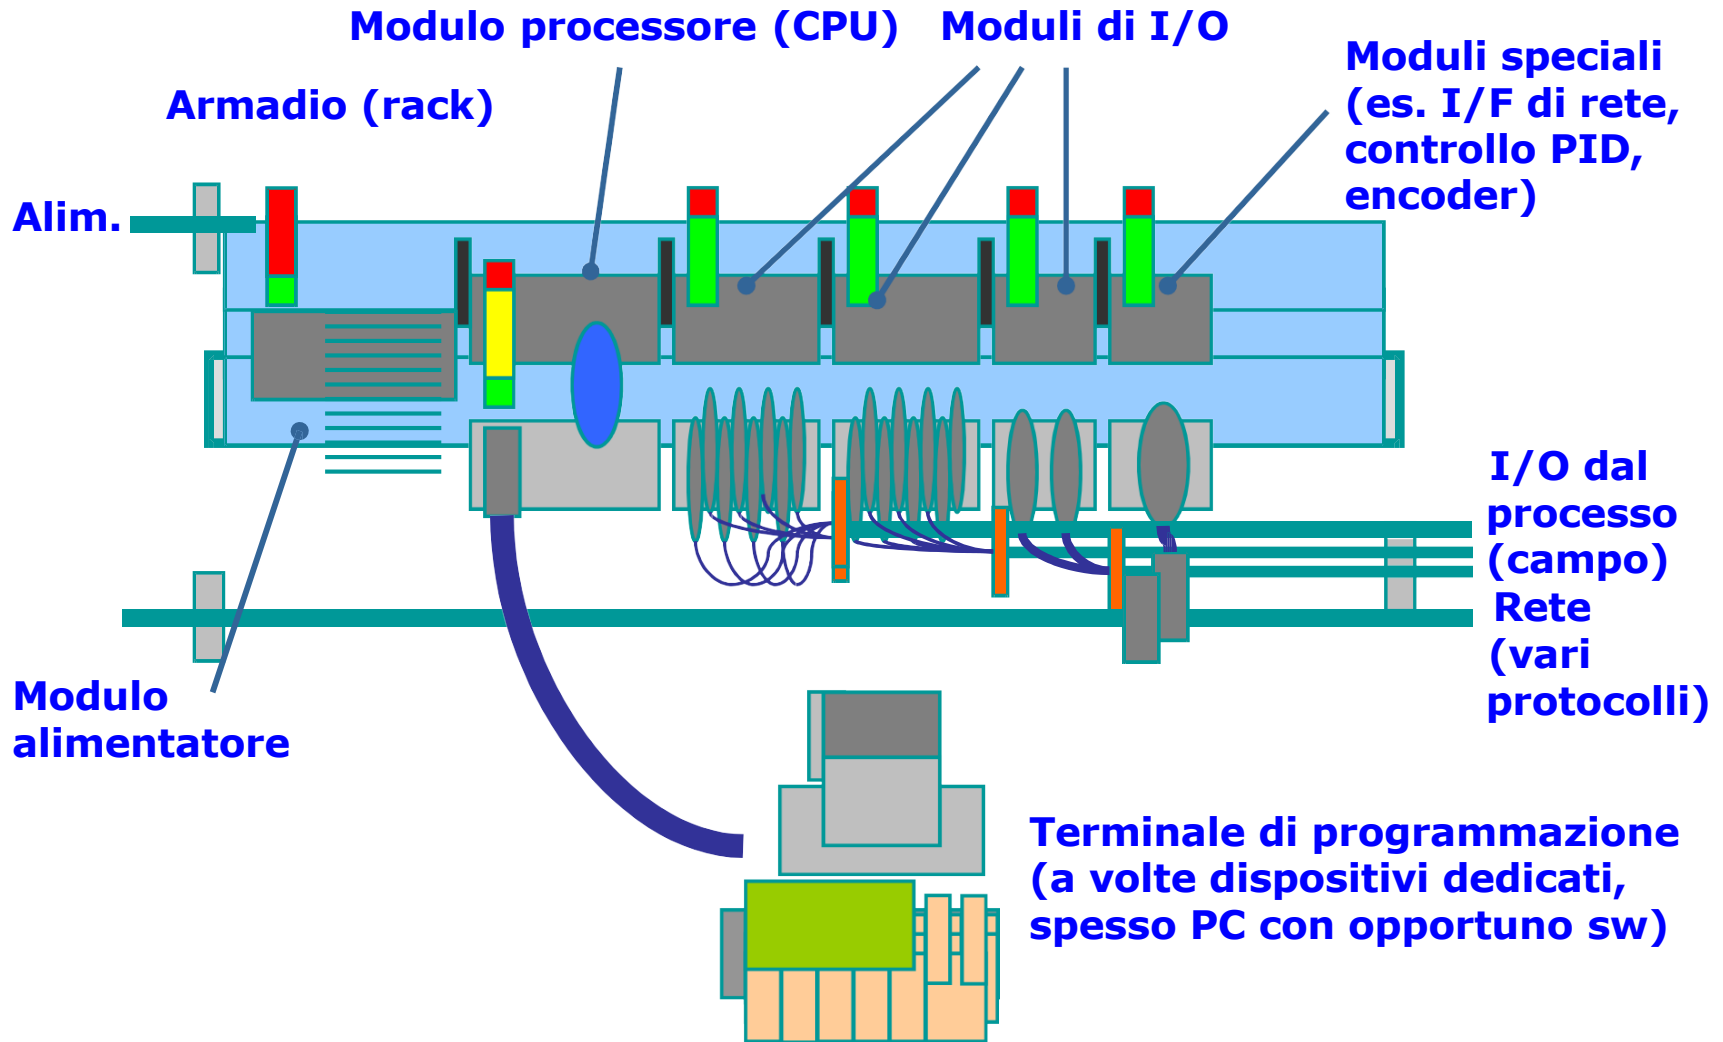 Modulo processore (CPU)
Moduli di I/O
Moduli speciali
(es. I/F di rete,
controllo PID,
encoder)
Armadio (rack)
Alim.
I/O dal
processo
(campo)
Rete
(vari
protocolli)
Modulo
alimentatore
Terminale di programmazione
(a volte dispositivi dedicati,
spesso PC con opportuno sw)